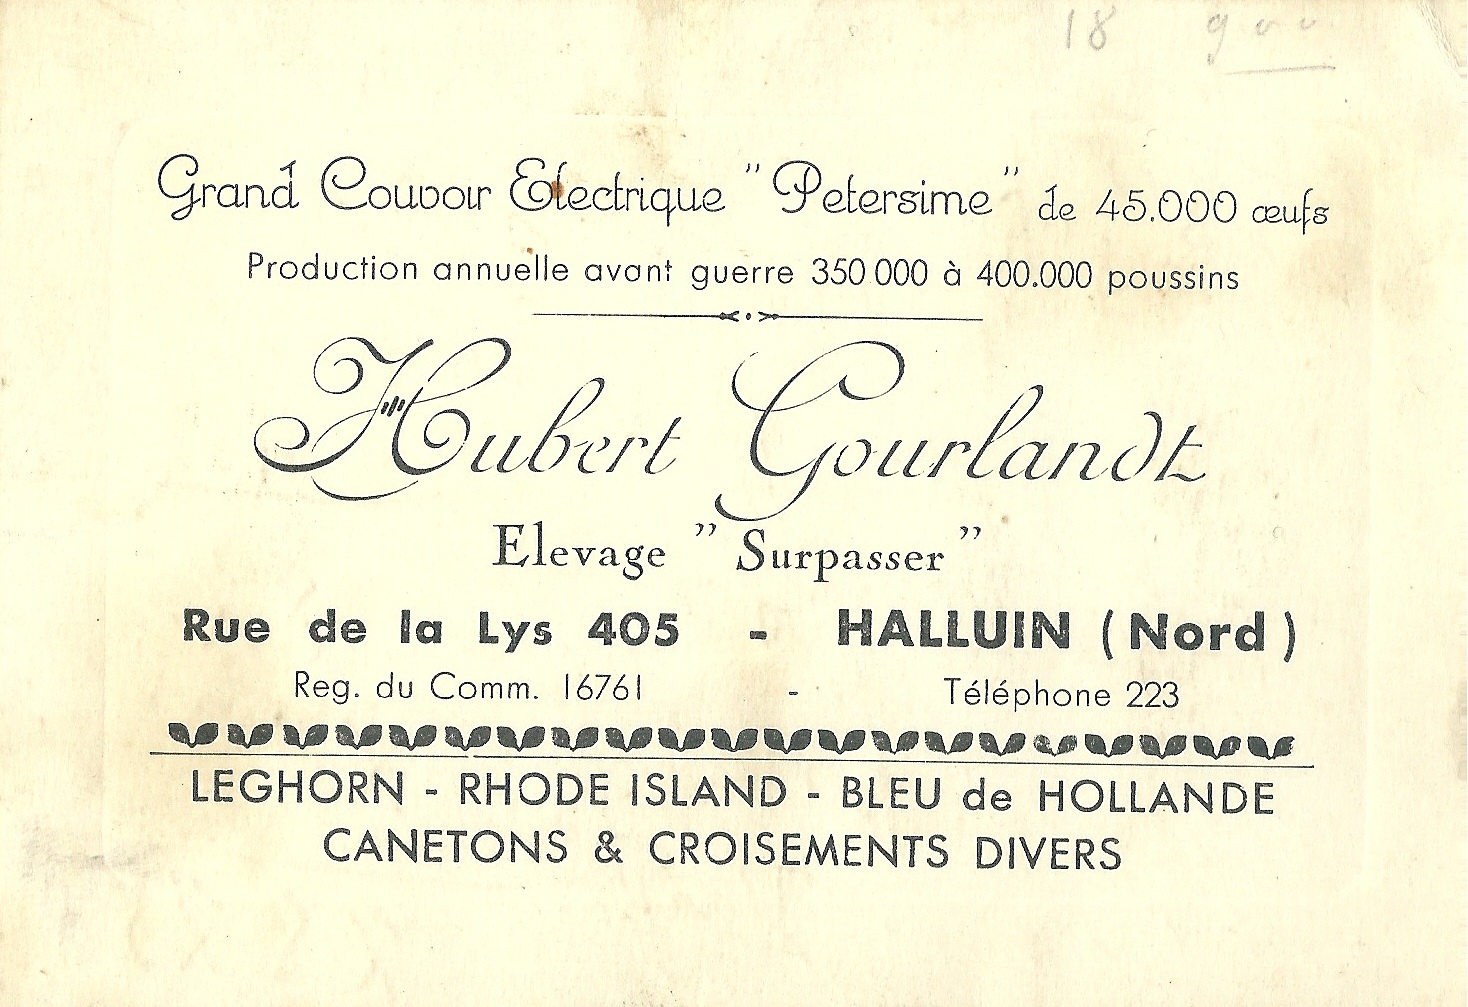 18 900
Grand Couvoir Electrique "Petersime" de 45.000 œufs
Production annuelle avant guerre 350 000 à 400.000 poussins
Hubert Gourlandt
Elevage "Surpasser"
Rue de la Lys 405 - HALLUIN (Nord)
Reg. du Comm. 16761 - Téléphone 223
LEGHORN - RHODE ISLAND - BLEU de HOLLANDE
CANETONS & CROISEMENTS DIVERS